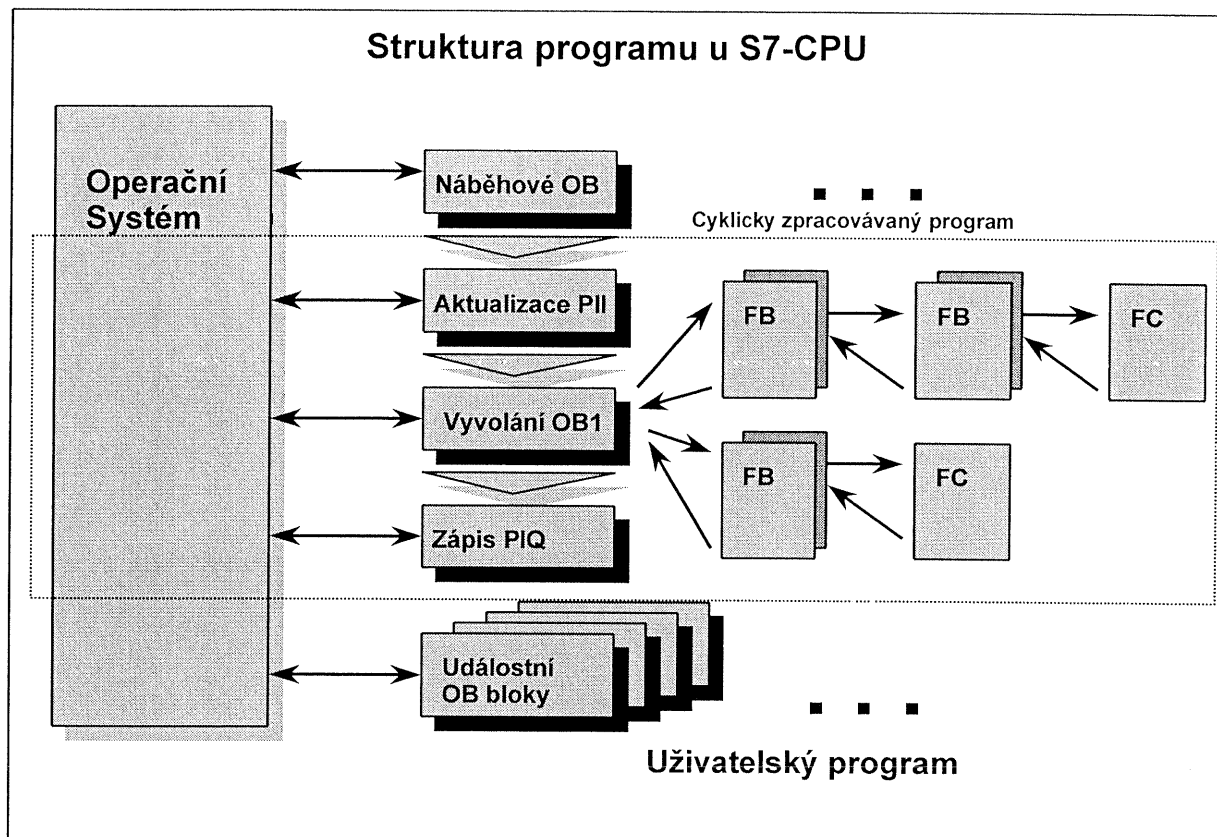 Struktura programu u S7-CPU
Operační
Systém
Náběhové OB
Cyklicky zpracovávaný program
Aktualizace PII
FB
FB
FC
Vyvolání OB1
FB
FC
Zápis PIQ
Událostní
OB bloky
Uživatelský program